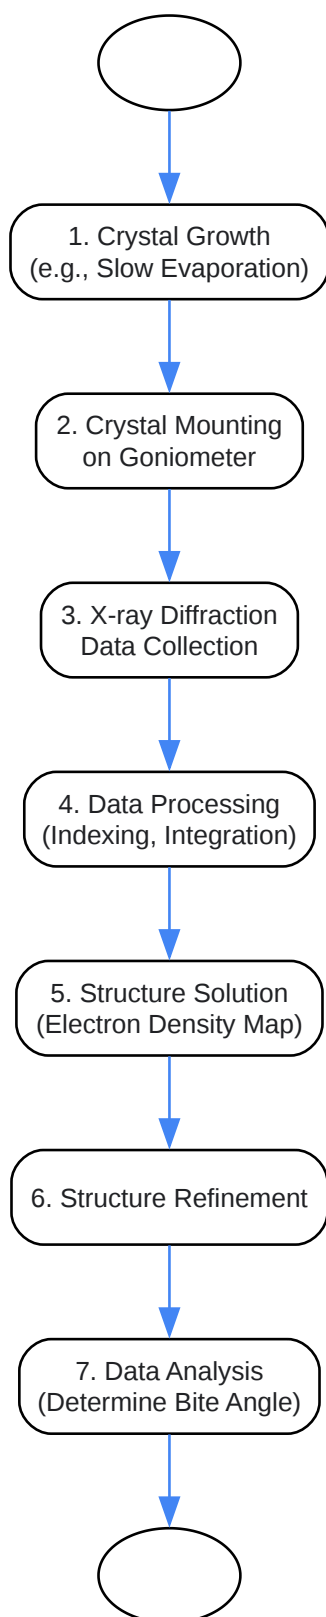 1. Crystal Growth
(e.g., Slow Evaporation)
2. Crystal Mounting
on Goniometer
3. X-ray Diffraction
Data Collection
4. Data Processing
(Indexing, Integration)
5. Structure Solution
(Electron Density Map)
6. Structure Refinement
7. Data Analysis
(Determine Bite Angle)